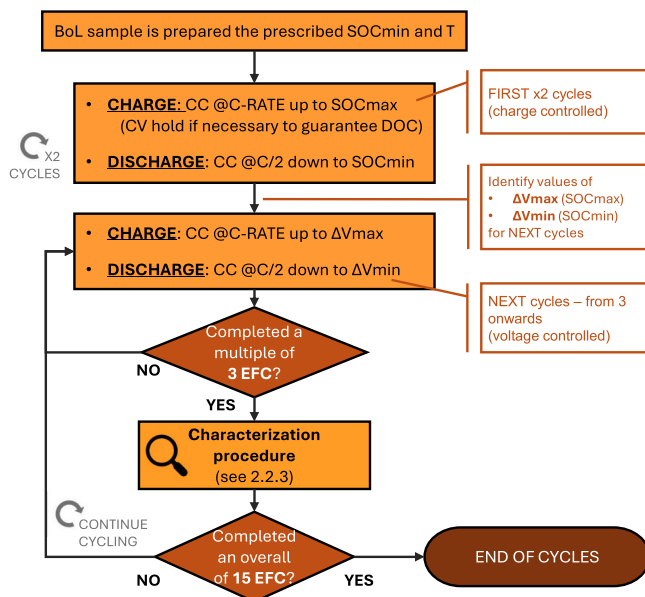 BoL sample is prepared the prescribed SOCmin and T
• CHARGE: CC @C-RATE up to SOCmax
(CV hold if necessary to guarantee DOC)
• DISCHARGE: CC @C/2 down to SOCmin
X2
CYCLES
FIRST x2 cycles
(charge controlled)
Identify values of
• ΔVmax (SOCmax)
• ΔVmin (SOCmin)
for NEXT cycles
• CHARGE: CC @C-RATE up to ΔVmax
• DISCHARGE: CC @C/2 down to ΔVmin
NEXT cycles – from 3
onwards
(voltage controlled)
Completed a
multiple of
3 EFC?
NO
YES
Characterization
procedure
(see 2.2.3)
CONTINUE
CYCLING
Completed
an overall
of 15 EFC?
NO
YES
END OF CYCLES